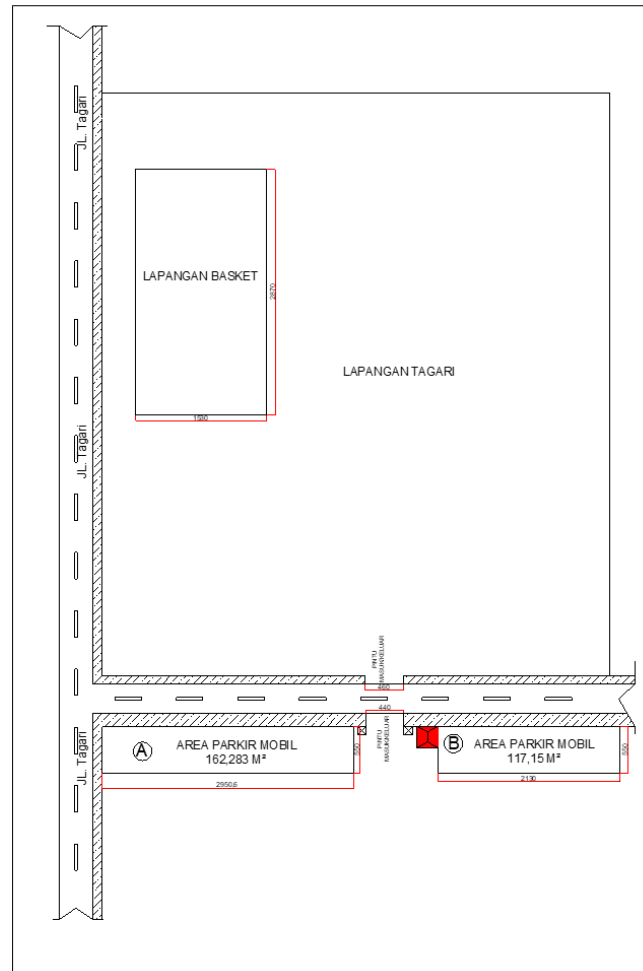 JL. Tagari
LAPANGAN BASKET
2870
1530
LAPANGAN TAGARI
JL. Tagari
PINTU
MASUK/KELUAR
460
440
JL. Tagari
A
AREA PARKIR MOBIL
162,283 M²
550
2950,6
PINTU
MASUK/KELUAR
B
AREA PARKIR MOBIL
117,15 M²
550
2130